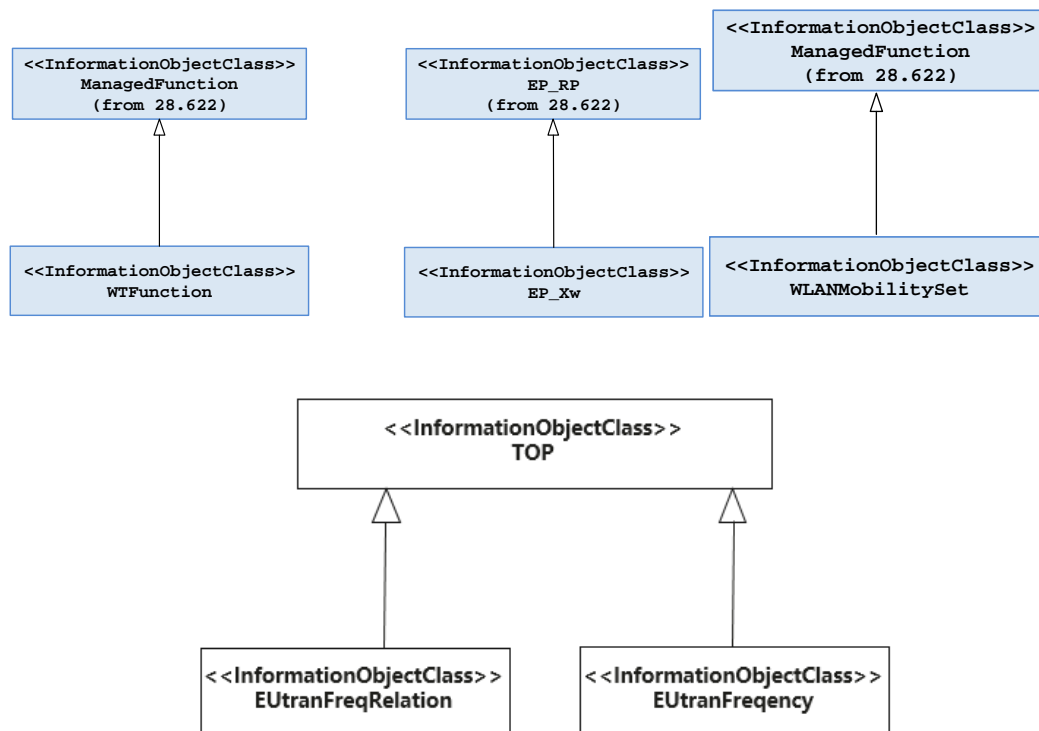 <<InformationObjectClass>>
ManagedFunction
(from 28.622)
<<InformationObjectClass>>
EP_RP
(from 28.622)
<<InformationObjectClass>>
ManagedFunction
(from 28.622)
<<InformationObjectClass>>
WTFunction
<<InformationObjectClass>>
EP_Xw
<<InformationObjectClass>>
WLANMobilitySet
<<InformationObjectClass>>
TOP
<<InformationObjectClass>>
EUtranFreqRelation
<<InformationObjectClass>>
EUtranFreqency